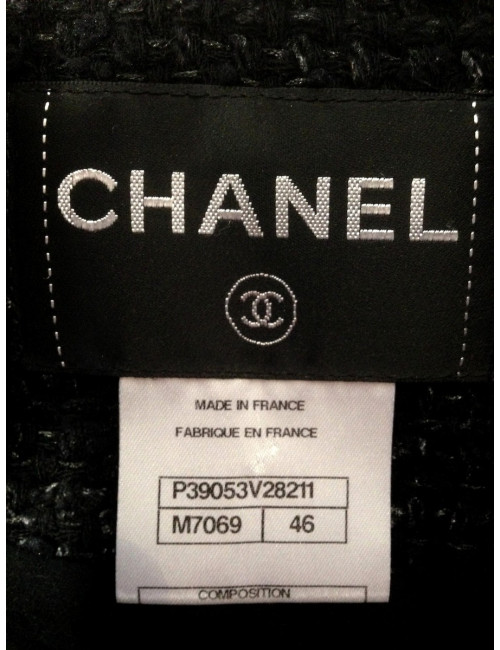 CHANEL
MADE IN FRANCE
FABRIQUE EN FRANCE
P39053V28211
M7069 46
COMPOSITION